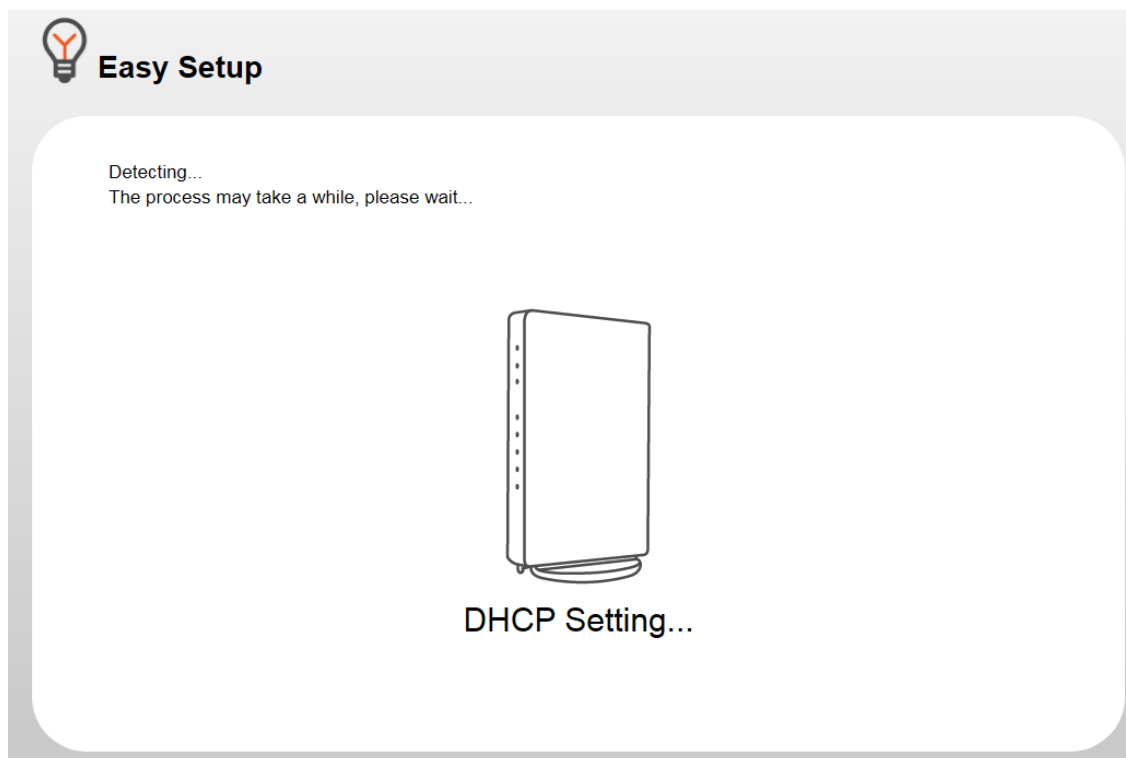 Easy Setup
Detecting...
The process may take a while, please wait...
DHCP Setting...